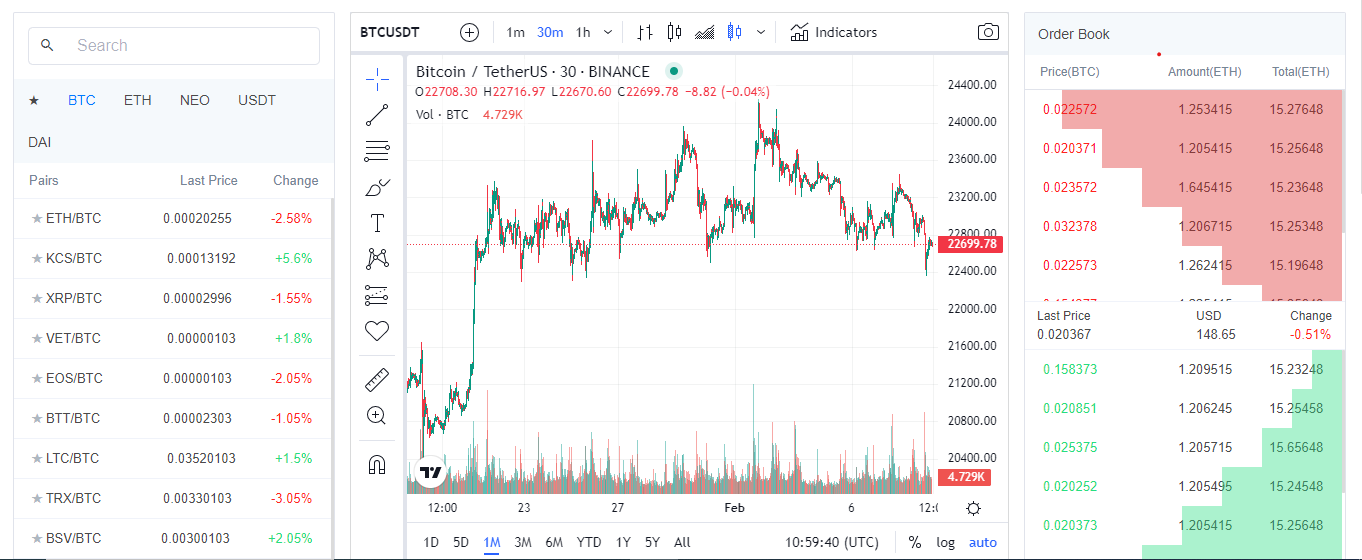 Search
★ BTC ETH NEO USDT
DAI
Pairs Last Price Change
★ ETH/BTC 0.00020255 -2.58%
★ KCS/BTC 0.00013192 +5.6%
★ XRP/BTC 0.00002996 -1.55%
★ VET/BTC 0.00000103 +1.8%
★ EOS/BTC 0.00000103 -2.05%
★ BTT/BTC 0.00002303 -1.05%
★ LTC/BTC 0.03520103 +1.5%
★ TRX/BTC 0.00330103 -3.05%
★ BSV/BTC 0.00300103 +2.05%
BTCUSDT 1m 30m 1h Indicators
Bitcoin / TetherUS · 30 · BINANCE
O22708.30 H22716.97 L22670.60 C22699.78 −8.82 (−0.04%)
Vol · BTC 4.729K
24400.00
24000.00
23600.00
23200.00
22800.00
22699.78
22400.00
22000.00
21600.00
21200.00
20800.00
20400.00
4.729K
12:00 23 27 Feb 6 12:0
1D 5D 1M 3M 6M YTD 1Y 5Y All 10:59:40 (UTC) % log auto
Order Book
Price(BTC) Amount(ETH) Total(ETH)
0.022572 1.253415 15.27648
0.020371 1.205415 15.25648
0.023572 1.645415 15.23648
0.032378 1.206715 15.25348
0.022573 1.262415 15.19648
Last Price USD Change
0.020367 148.65 -0.51%
0.158373 1.209515 15.23248
0.020851 1.206245 15.25458
0.025375 1.205715 15.65648
0.020252 1.205495 15.24548
0.020373 1.205415 15.25648